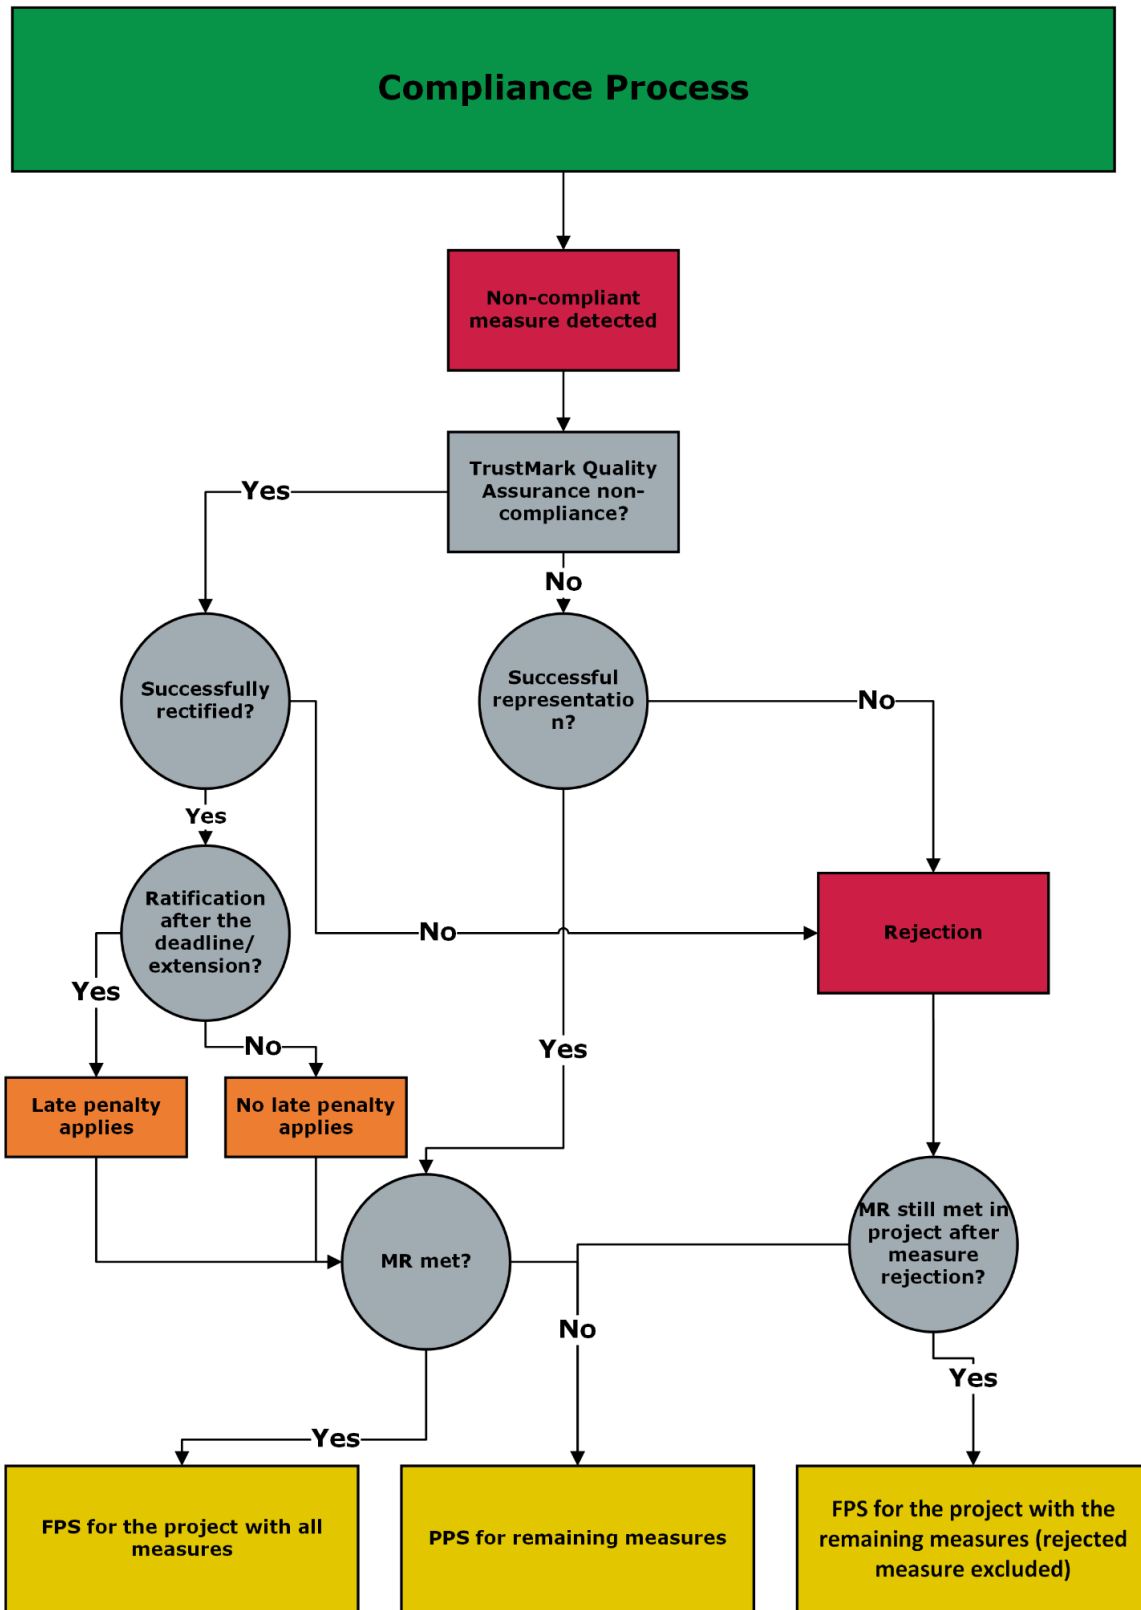 Compliance Process
Non-compliant
measure detected
TrustMark Quality
Assurance non-
compliance?
Yes
No
Successfully
rectified?
Successful
representatio
n?
No
Yes
Ratification
after the
deadline/
extension?
No
Rejection
Yes
No
Yes
Late penalty
applies
No late penalty
applies
MR met?
MR still met in
project after
measure
rejection?
No
Yes
Yes
FPS for the project with all
measures
PPS for remaining measures
FPS for the project with the
remaining measures (rejected
measure excluded)